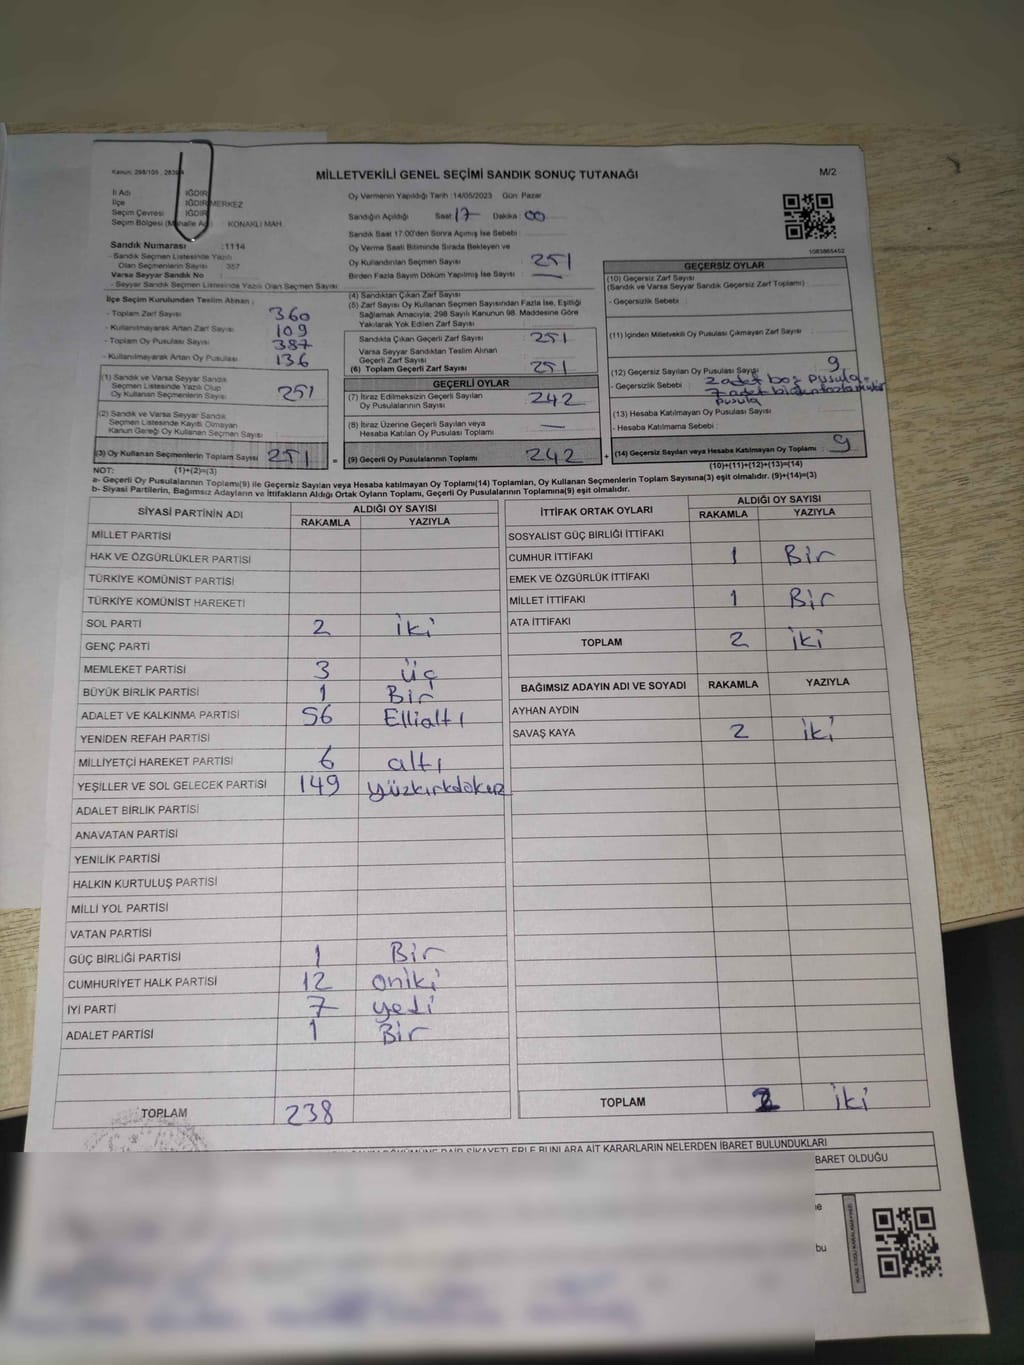 Kanun: 298/105
MİLLETVEKİLİ GENEL SEÇİMİ SANDIK SONUÇ TUTANAĞI
M/2
İl Adı IĞDIR
İlçe IĞDIR MERKEZ
Seçim Çevresi IĞDIR
Seçim Bölgesi KONAKLI MAH.
Oy Vermenin Yapıldığı Tarih :14/05/2023 Gün: Pazar
Sandığın Açıldığı Saat 17 Dakika: 00
Sandık Saat 17:00'den Sonra Açımış İse Sebebi :
Oy Verme Saati Bitiminde Sırada Bekleyen ve
Oy Kullandırılan Seçmen Sayısı 251
Birden Fazla Sayım Döküm Yapılmış İse Sayısı : —
1083865452
Sandık Numarası :1114
- Sandık Seçmen Listesinde Yazılı
Olan Seçmenlerin Sayısı 357
Varsa Seyyar Sandık No :
- Seyyar Sandık Seçmen Listesinde Yazılı Olan Seçmen Sayısı :
İlçe Seçim Kurulundan Teslim Alınan :
- Toplam Zarf Sayısı 360
- Kullanılmayarak Artan Zarf Sayısı 109
- Toplam Oy Pusulası Sayısı 387
- Kullanılmayarak Artan Oy Pusulası 136
(1) Sandık ve Varsa Seyyar Sandık
Seçmen Listesinde Yazılı Olup
Oy Kullanan Seçmenlerin Sayısı 251
(2) Sandık ve Varsa Seyyar Sandık
Seçmen Listesinde Kayıtlı Olmayan
Kanun Gereği Oy Kullanan Seçmen Sayısı
(3) Oy Kullanan Seçmenlerin Toplam Sayısı 251 =
(4) Sandıktan Çıkan Zarf Sayısı
(5) Zarf Sayısı Oy Kullanan Seçmen Sayısından Fazla İse, Eşitliği
Sağlamak Amacıyla; 298 Sayılı Kanunun 98. Maddesine Göre
Yakılarak Yok Edilen Zarf Sayısı
Sandıkta Çıkan Geçerli Zarf Sayısı 251
Varsa Seyyar Sandıktan Teslim Alınan
Geçerli Zarf Sayısı
(6) Toplam Geçerli Zarf Sayısı 251
GEÇERLİ OYLAR
(7) İtiraz Edilmeksizin Geçerli Sayılan
Oy Pusulalarının Sayısı 242
(8) İtiraz Üzerine Geçerli Sayılan veya
Hesaba Katılan Oy Pusulası Toplamı —
(9) Geçerli Oy Pusulalarının Toplamı 242 +
GEÇERSİZ OYLAR
(10) Geçersiz Zarf Sayısı
(Sandık ve Varsa Seyyar Sandık Geçersiz Zarf Toplamı) :
- Geçersizlik Sebebi :
(11) İçinden Milletvekili Oy Pusulası Çıkmayan Zarf Sayısı :
(12) Geçersiz Sayılan Oy Pusulası Sayısı 9
- Geçersizlik Sebebi : 2 adet boş pusula
7 adet birden fazla
pusula
(13) Hesaba Katılmayan Oy Pusulası Sayısı :
- Hesaba Katılmama Sebebi :
(14) Geçersiz Sayılan veya Hesaba Katılmayan Oy Toplamı : 9
(10)+(11)+(12)+(13)=(14)
NOT: (1)+(2)=(3)
a- Geçerli Oy Pusulalarının Toplamı(9) ile Geçersiz Sayılan veya Hesaba Katılmayan Oy Toplamı(14) Toplamları, Oy Kullanan Seçmenlerin Toplam Sayısına(3) eşit olmalıdır. (9)+(14)=(3)
b- Siyasi Partilerin, Bağımsız Adayların ve İttifakların Aldığı Ortak Oyların Toplamı, Geçerli Oy Pusulalarının Toplamına(9) eşit olmalıdır.
SİYASİ PARTİNİN ADI ALDIĞI OY SAYISI
RAKAMLA YAZIYLA
MİLLET PARTİSİ
HAK VE ÖZGÜRLÜKLER PARTİSİ
TÜRKİYE KOMÜNİST PARTİSİ
TÜRKİYE KOMÜNİST HAREKETİ
SOL PARTİ 2 iki
GENÇ PARTİ
MEMLEKET PARTİSİ 3 üç
BÜYÜK BİRLİK PARTİSİ 1 Bir
ADALET VE KALKINMA PARTİSİ 56 Elli altı
YENİDEN REFAH PARTİSİ
MİLLİYETÇİ HAREKET PARTİSİ 6 altı
YEŞİLLER VE SOL GELECEK PARTİSİ 149 yüzkırkdokuz
ADALET BİRLİK PARTİSİ
ANAVATAN PARTİSİ
YENİLİK PARTİSİ
HALKIN KURTULUŞ PARTİSİ
MİLLİ YOL PARTİSİ
VATAN PARTİSİ
GÜÇ BİRLİĞİ PARTİSİ 1 Bir
CUMHURİYET HALK PARTİSİ 12 oniki
İYİ PARTİ 7 yedi
ADALET PARTİSİ 1 Bir
TOPLAM 238
İTTİFAK ORTAK OYLARI ALDIĞI OY SAYISI
RAKAMLA YAZIYLA
SOSYALİST GÜÇ BİRLİĞİ İTTİFAKI
CUMHUR İTTİFAKI 1 Bir
EMEK VE ÖZGÜRLÜK İTTİFAKI
MİLLET İTTİFAKI 1 Bir
ATA İTTİFAKI
TOPLAM 2 iki
BAĞIMSIZ ADAYIN ADI VE SOYADI RAKAMLA YAZIYLA
AYHAN AYDIN
SAVAŞ KAYA 2 iki
TOPLAM 2 iki
DÖKÜMÜNE DAİR ŞİKAYETLERLE BUNLARA AİT KARARLARIN NELERDEN İBARET BULUNDUKLARI
BARET OLDUĞU
bu